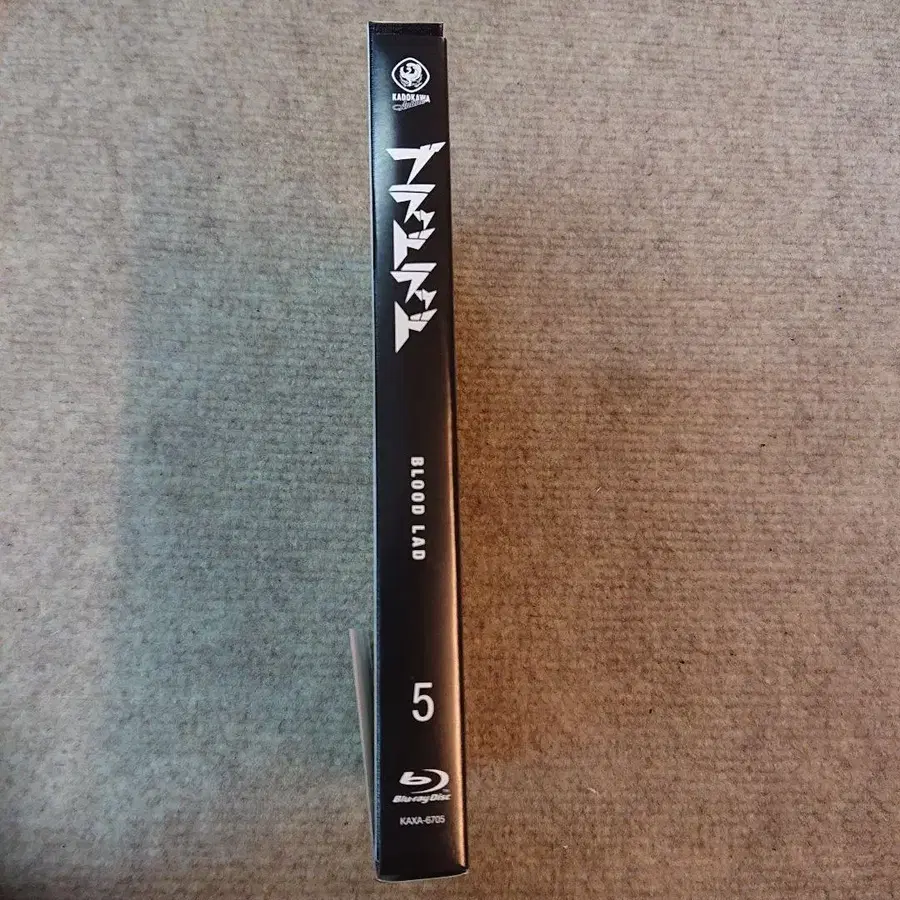 KADOKAWA
ブラッドラッド
BLOOD LAD
5
Blu-ray Disc
KAXA-6705